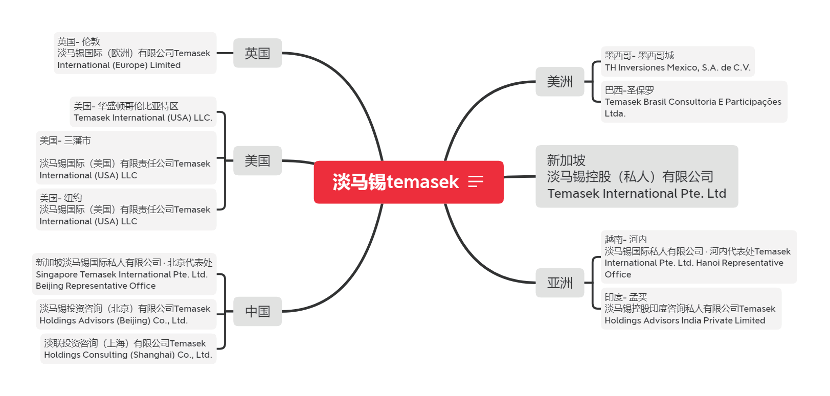 淡马锡temasek
英国
英国- 伦敦
淡马锡国际（欧洲）有限公司Temasek
International (Europe) Limited
美国
美国- 华盛顿哥伦比亚特区
Temasek International (USA) LLC.
美国- 三藩市
淡马锡国际（美国）有限责任公司Temasek
International (USA) LLC
美国- 纽约
淡马锡国际（美国）有限责任公司Temasek
International (USA) LLC
中国
新加坡淡马锡国际私人有限公司 · 北京代表处
Singapore Temasek International Pte. Ltd.
Beijing Representative Office
淡马锡投资咨询（北京）有限公司Temasek
Holdings Advisors (Beijing) Co., Ltd.
淡联投资咨询（上海）有限公司Temasek
Holdings Consulting (Shanghai) Co., Ltd.
美洲
墨西哥- 墨西哥城
TH Inversiones Mexico, S.A. de C.V.
巴西-圣保罗
Temasek Brasil Consultoria E Participações
Ltda.
新加坡
淡马锡控股（私人）有限公司
Temasek International Pte. Ltd
亚洲
越南- 河内
淡马锡国际私人有限公司 · 河内代表处Temasek
International Pte. Ltd. Hanoi Representative
Office
印度- 孟买
淡马锡控股印度咨询私人有限公司Temasek
Holdings Advisors India Private Limited